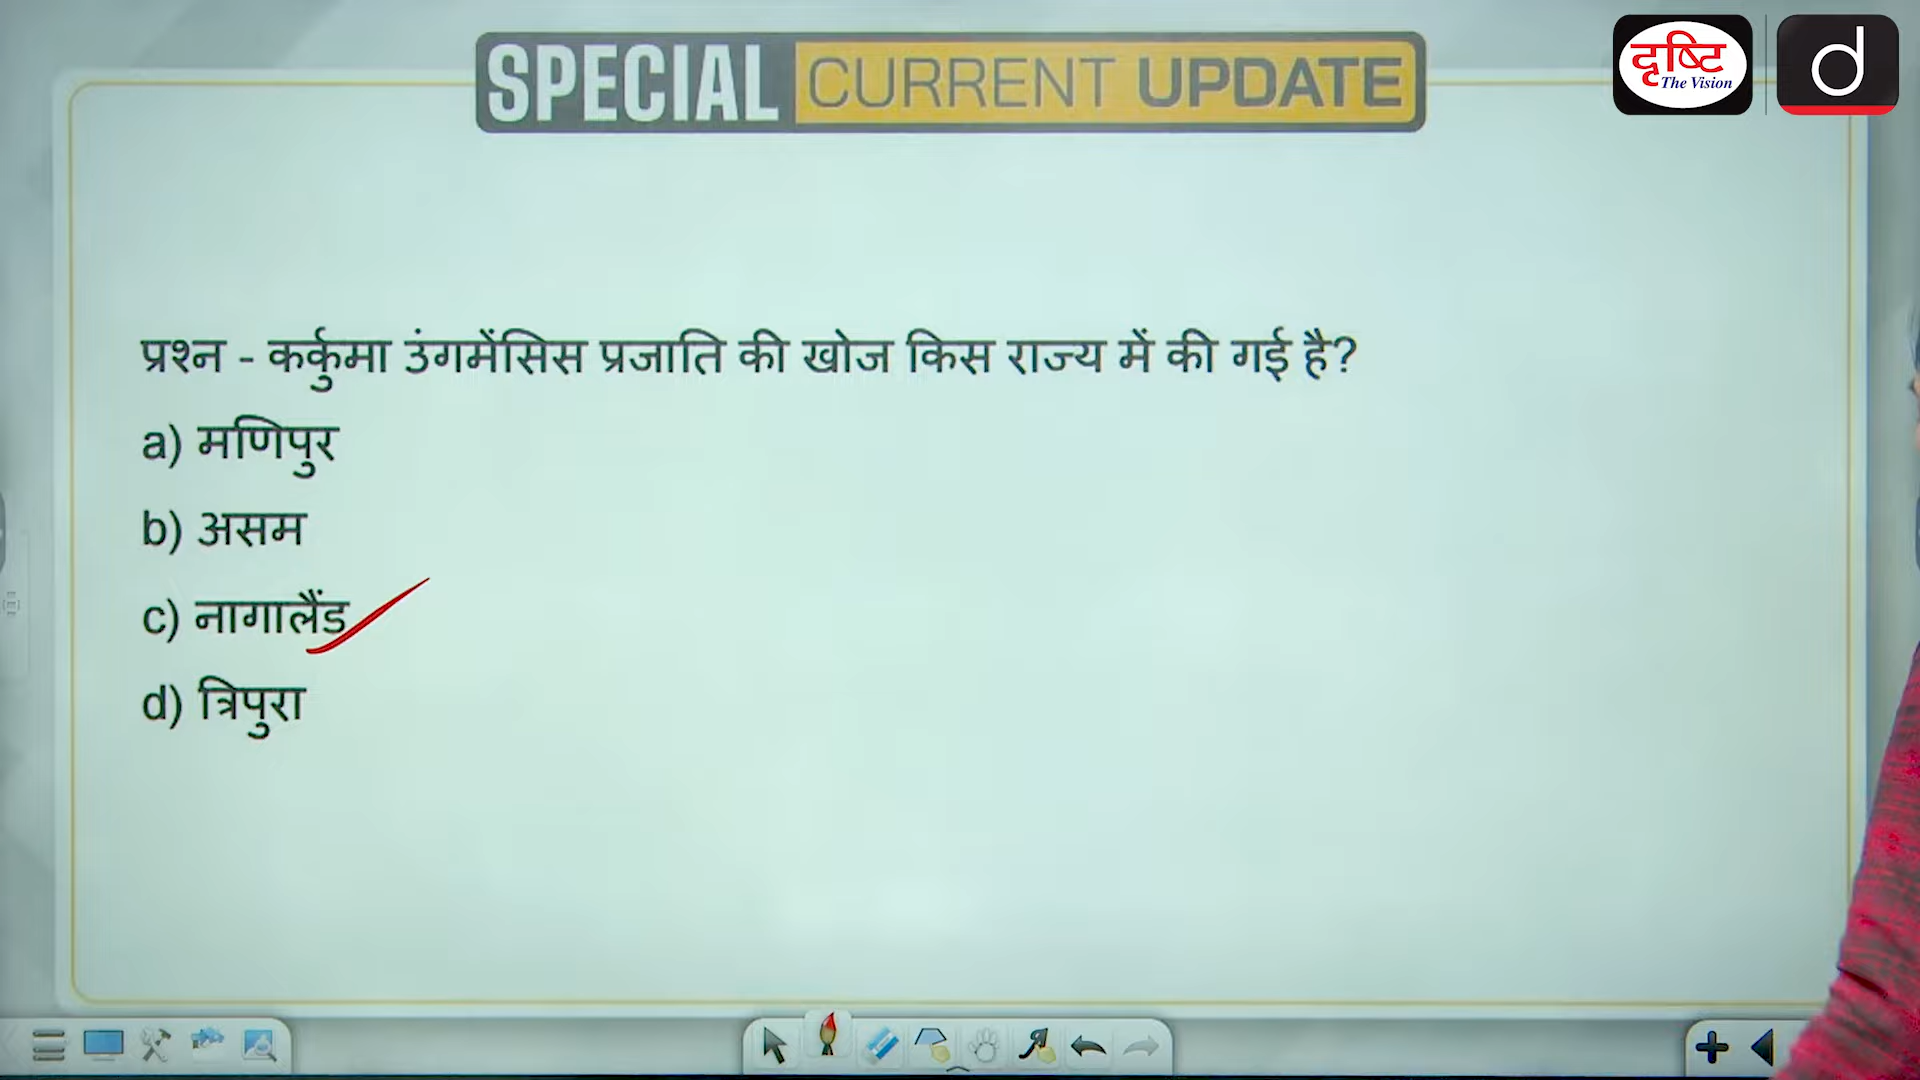 SPECIAL CURRENT UPDATE
दृष्टि
The Vision
d
प्रश्न - कर्कुमा उंगमेंसिस प्रजाति की खोज किस राज्य में की गई है?
a) मणिपुर
b) असम
c) नागालैंड
d) त्रिपुरा